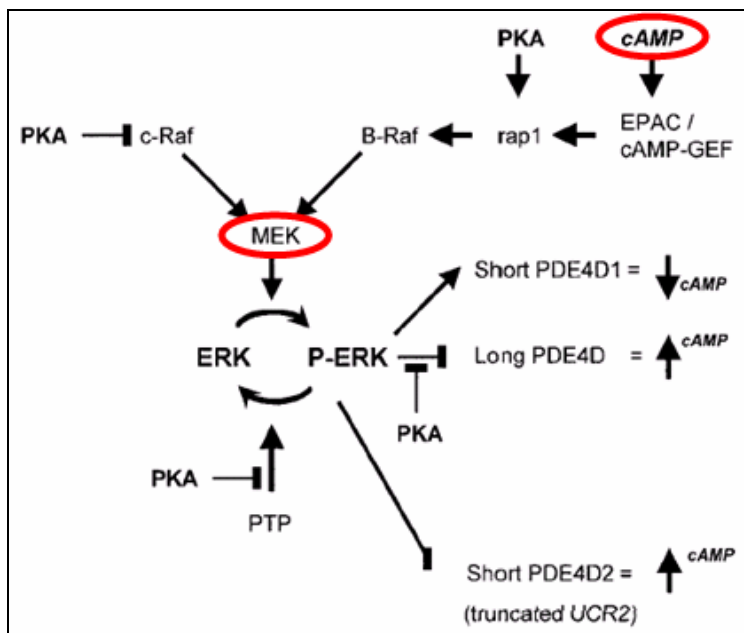 PKA
cAMP
PKA
c-Raf
B-Raf
rap1
EPAC /
cAMP-GEF
MEK
Short PDE4D1 =
cAMP
ERK
P-ERK
Long PDE4D =
cAMP
PKA
PKA
PTP
Short PDE4D2 =
cAMP
(truncated UCR2)